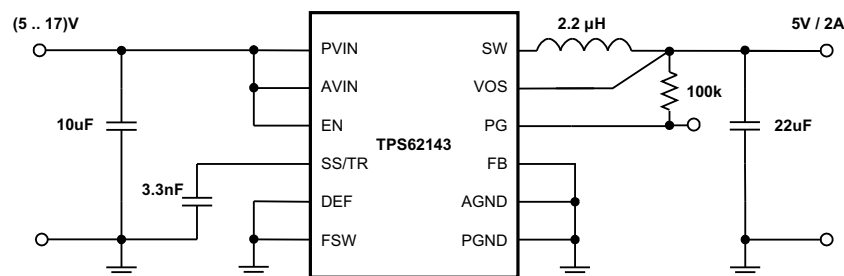 (5 .. 17)V
2.2 µH
5V / 2A
PVIN
SW
AVIN
VOS
100k
10uF
EN
PG
22uF
TPS62143
SS/TR
FB
3.3nF
DEF
AGND
FSW
PGND